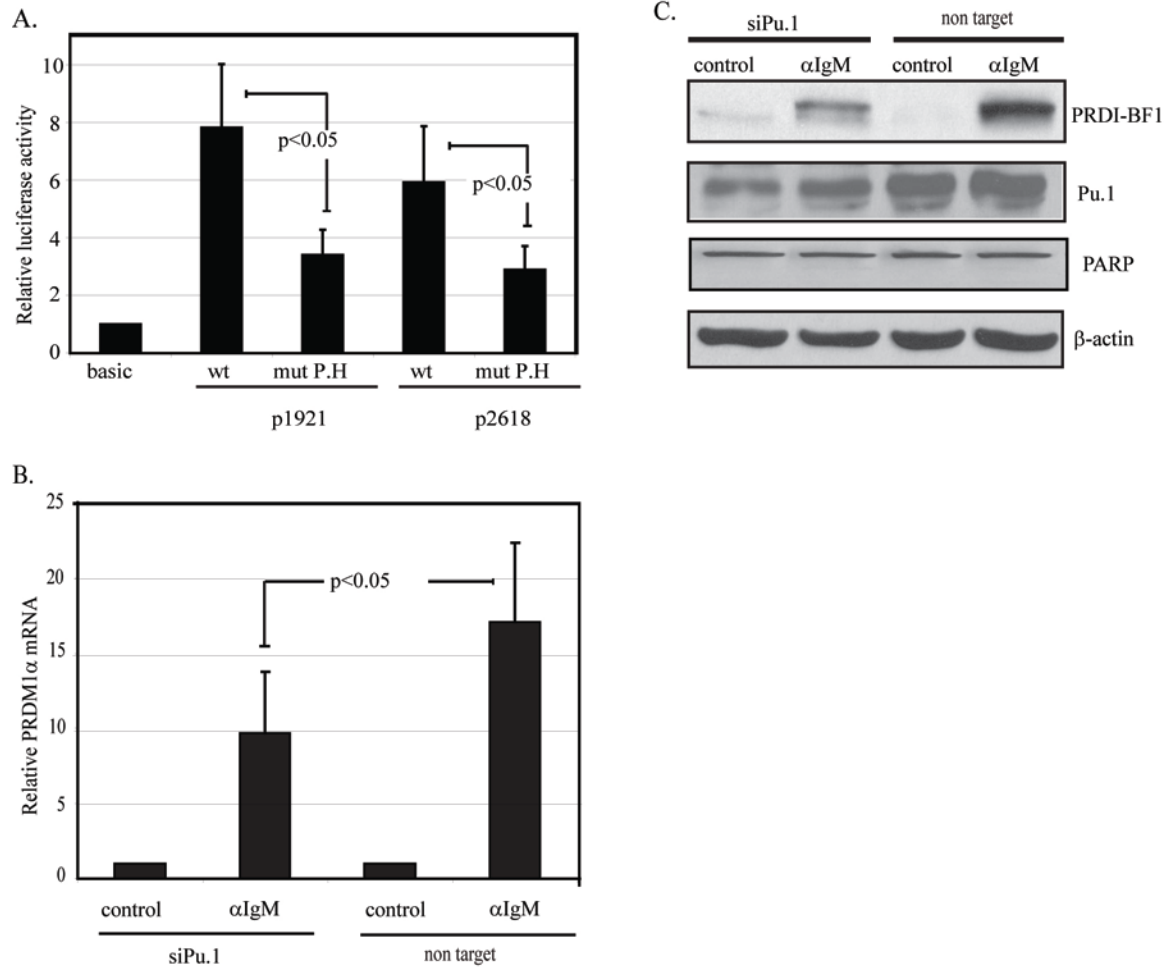 A.
Relative luciferase activity
10
8
6
4
2
0
p<0.05
p<0.05
basic
wt
mut P.H
wt
mut P.H
p1921
p2618
B.
Relative PRDM1α mRNA
25
20
15
10
5
0
p<0.05
control
αIgM
control
αIgM
siPu.1
non target
C.
siPu.1
non target
control
αIgM
control
αIgM
PRDI-BF1
Pu.1
PARP
β-actin